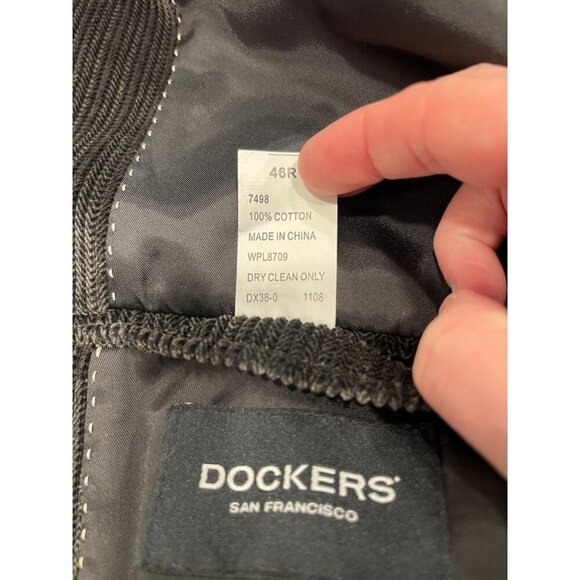 46R
7498
100% COTTON
MADE IN CHINA
WPL8709
DRY CLEAN ONLY
DX38-0 1108
DOCKERS®
SAN FRANCISCO